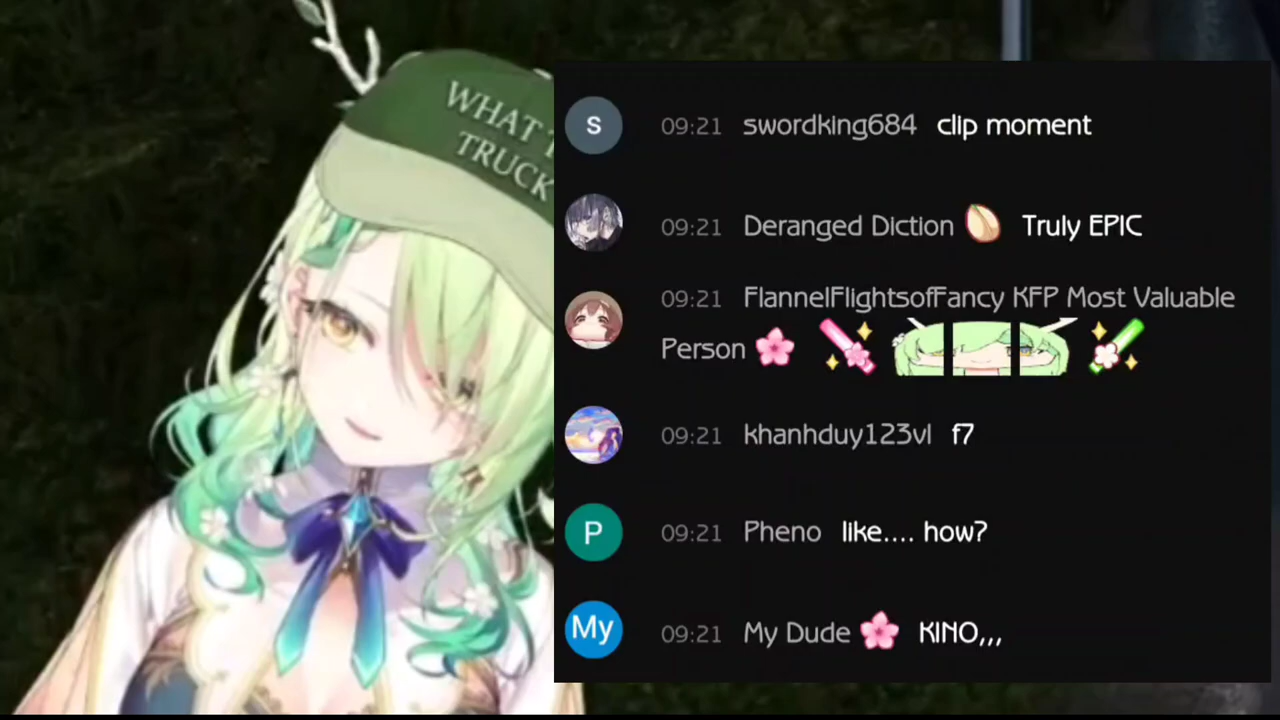 WHAT T
TRUCK
S
09:21 swordking684 clip moment
09:21 Deranged Diction Truly EPIC
09:21 FlannelFlightsofFancy KFP Most Valuable
Person
09:21 khanhduy123vl f7
P
09:21 Pheno like.... how?
My
09:21 My Dude KINO,,,